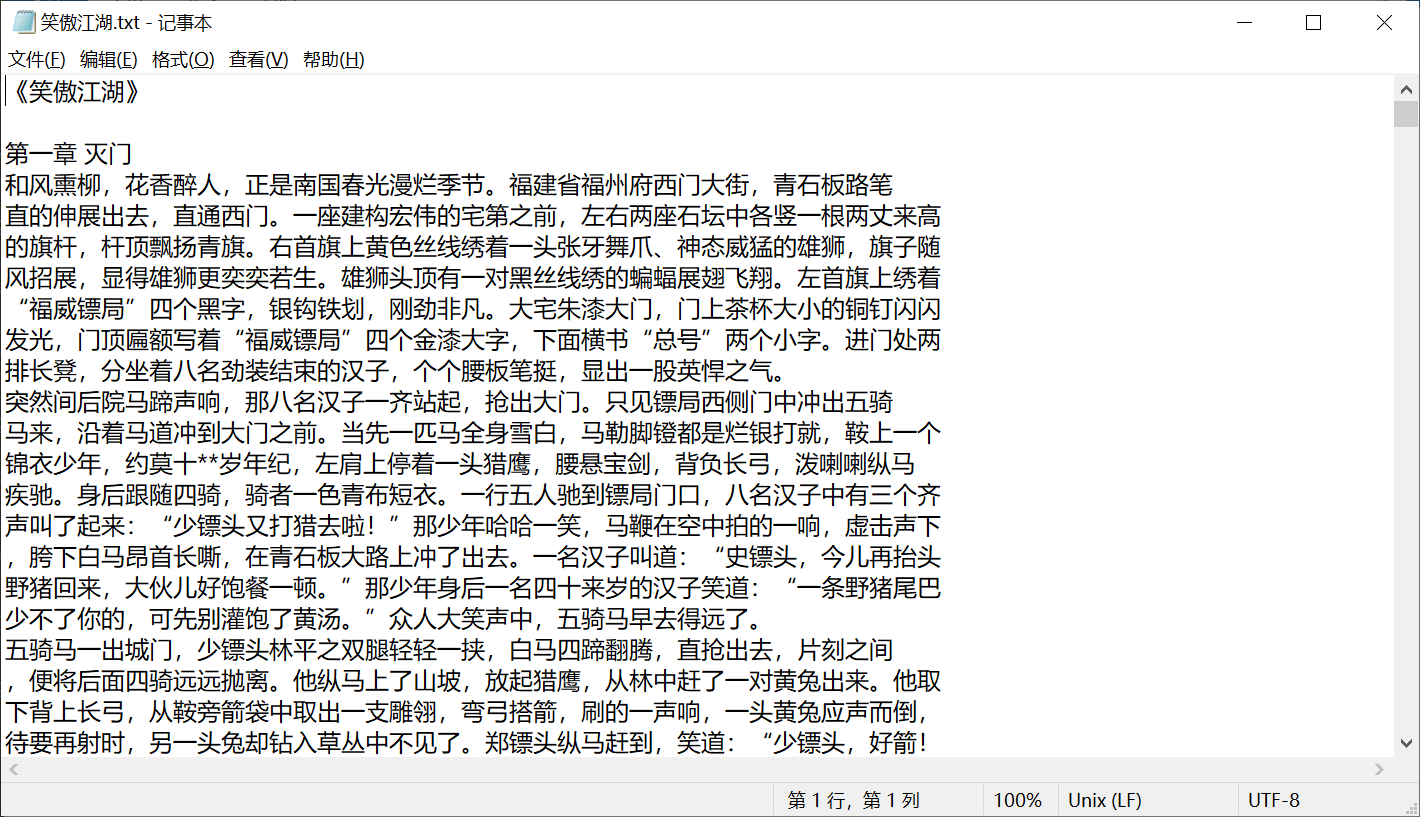 笑傲江湖.txt - 记事本
文件(F) 编辑(E) 格式(O) 查看(V) 帮助(H)
《笑傲江湖》
第一章 灭门
和风熏柳，花香醉人，正是南国春光漫烂季节。福建省福州府西门大街，青石板路笔
直的伸展出去，直通西门。一座建构宏伟的宅第之前，左右两座石坛中各竖一根两丈来高
的旗杆，杆顶飘扬青旗。右首旗上黄色丝线绣着一头张牙舞爪、神态威猛的雄狮，旗子随
风招展，显得雄狮更奕奕若生。雄狮头顶有一对黑丝线绣的蝙蝠展翅飞翔。左首旗上绣着
“福威镖局”四个黑字，银钩铁划，刚劲非凡。大宅朱漆大门，门上茶杯大小的铜钉闪闪
发光，门顶匾额写着“福威镖局”四个金漆大字，下面横书“总号”两个小字。进门处两
排长凳，分坐着八名劲装结束的汉子，个个腰板笔挺，显出一股英悍之气。
突然间后院马蹄声响，那八名汉子一齐站起，抢出大门。只见镖局西侧门中冲出五骑
马来，沿着马道冲到大门之前。当先一匹马全身雪白，马勒脚镫都是烂银打就，鞍上一个
锦衣少年，约莫十**岁年纪，左肩上停着一头猎鹰，腰悬宝剑，背负长弓，泼喇喇纵马
疾驰。身后跟随四骑，骑者一色青布短衣。一行五人驰到镖局门口，八名汉子中有三个齐
声叫了起来：“少镖头又打猎去啦！”那少年哈哈一笑，马鞭在空中拍的一响，虚击声下
，胯下白马昂首长嘶，在青石板大路上冲了出去。一名汉子叫道：“史镖头，今儿再抬头
野猪回来，大伙儿好饱餐一顿。”那少年身后一名四十来岁的汉子笑道：“一条野猪尾巴
少不了你的，可先别灌饱了黄汤。”众人大笑声中，五骑马早去得远了。
五骑马一出城门，少镖头林平之双腿轻轻一挟，白马四蹄翻腾，直抢出去，片刻之间
，便将后面四骑远远抛离。他纵马上了山坡，放起猎鹰，从林中赶了一对黄兔出来。他取
下背上长弓，从鞍旁箭袋中取出一支雕翎，弯弓搭箭，刷的一声响，一头黄兔应声而倒，
待要再射时，另一头兔却钻入草丛中不见了。郑镖头纵马赶到，笑道：“少镖头，好箭！
第 1 行，第 1 列 100% Unix (LF) UTF-8